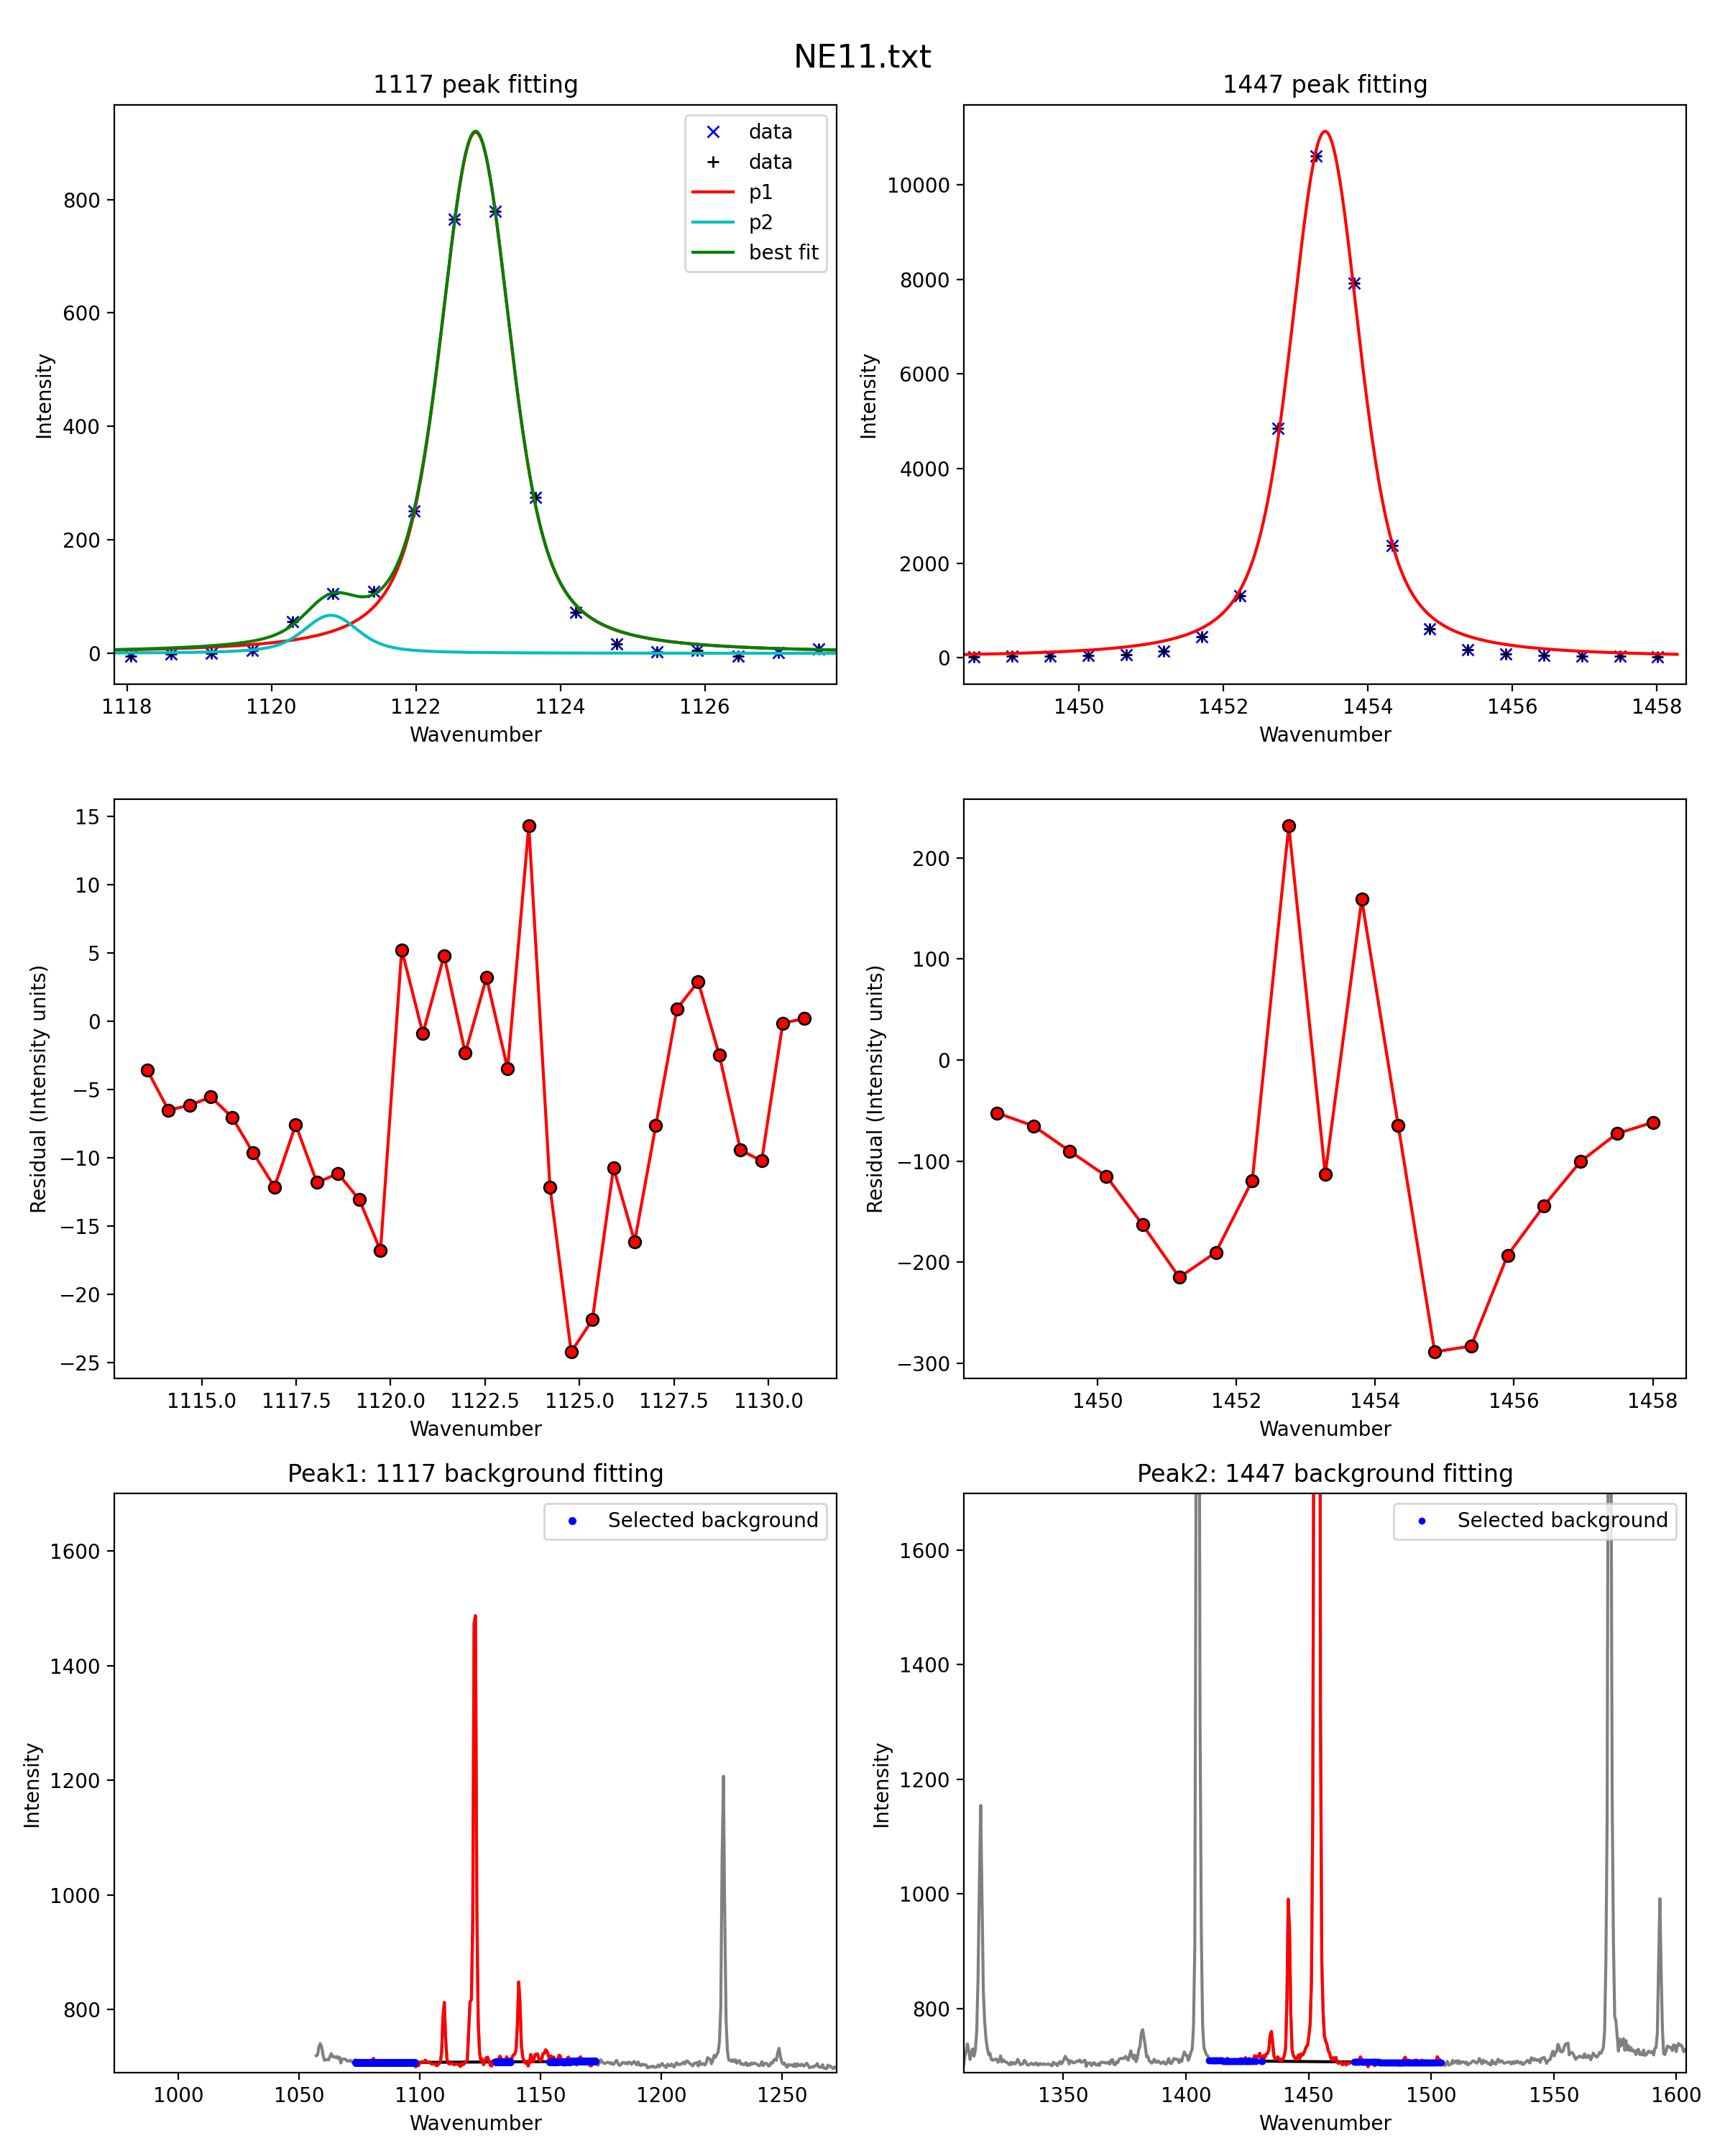 NE11.txt
1117 peak fitting
Intensity
800
600
400
200
0
data
data
p1
p2
best fit
1118
1120
1122
1124
1126
Wavenumber
1447 peak fitting
Intensity
10000
8000
6000
4000
2000
0
1450
1452
1454
1456
1458
Wavenumber
Residual (Intensity units)
15
10
5
0
−5
−10
−15
−20
−25
1115.0
1117.5
1120.0
1122.5
1125.0
1127.5
1130.0
Wavenumber
Residual (Intensity units)
200
100
0
−100
−200
−300
1450
1452
1454
1456
1458
Wavenumber
Peak1: 1117 background fitting
Selected background
Intensity
1600
1400
1200
1000
800
1000
1050
1100
1150
1200
1250
Wavenumber
Peak2: 1447 background fitting
Selected background
Intensity
1600
1400
1200
1000
800
1350
1400
1450
1500
1550
1600
Wavenumber